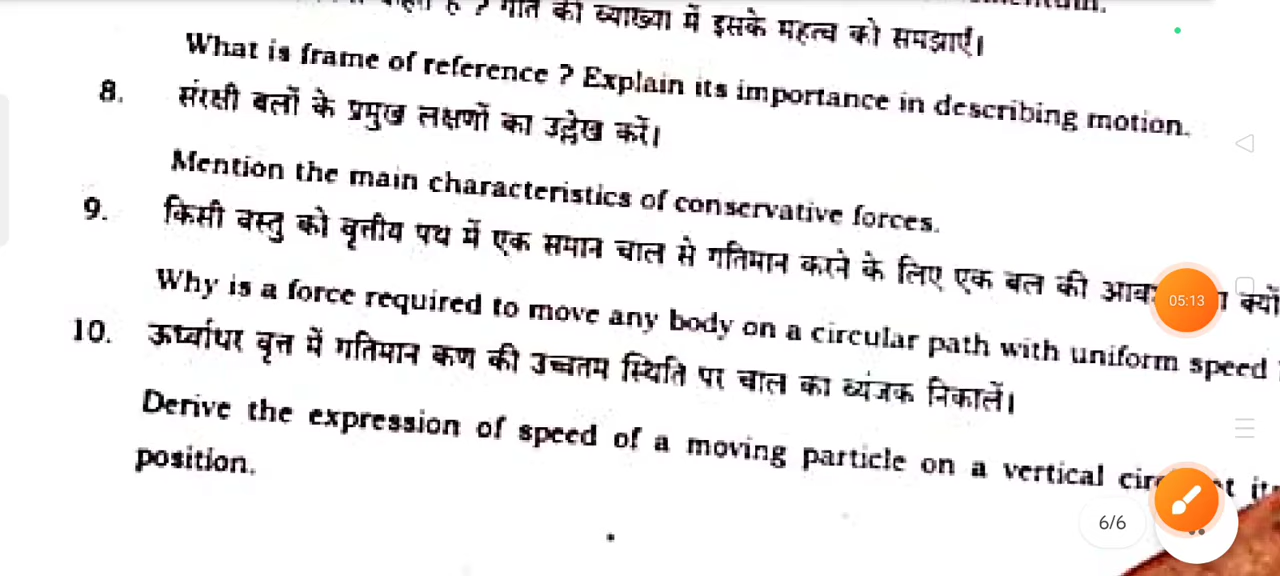 है ? गति की व्याख्या में इसके महत्व को समझाएँ।
What is frame of reference ? Explain its importance in describing motion.
8. संरक्षी बलों के प्रमुख लक्षणों का उल्लेख करें।
Mention the main characteristics of conservative forces.
9. किसी वस्तु को वृत्तीय पथ में एक समान चाल से गतिमान करने के लिए एक बल की क्यों
Why is a force required to move any body on a circular path with uniform speed
10. ऊर्ध्वाधर वृत्त में गतिमान कण की उच्चतम स्थिति पर चाल का व्यंजक निकालें।
Derive the expression of speed of a moving particle on a vertical
position.
05:13
6/6